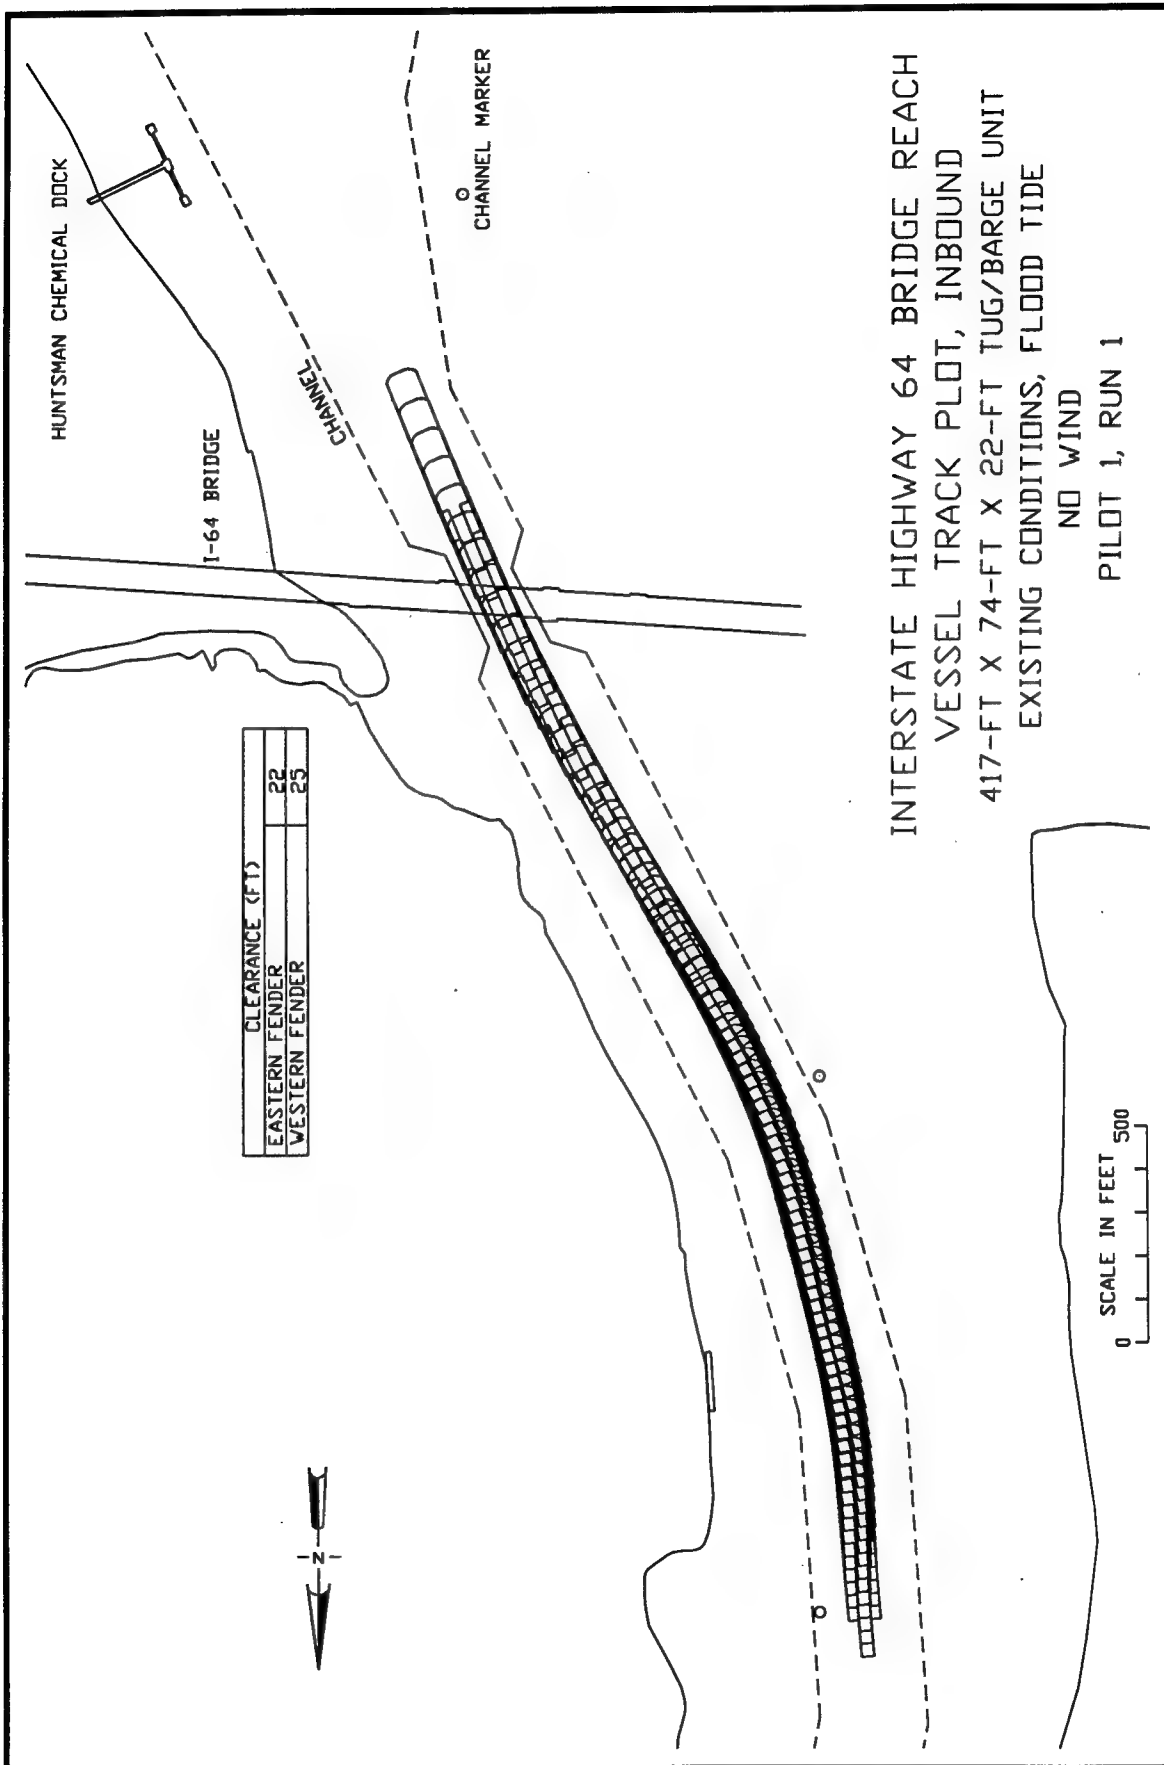 HUNTSMAN CHEMICAL DOCK
CHANNEL MARKER
CHANNEL
I-64 BRIDGE
CLEARANCE (FT)
EASTERN FENDER 22
WESTERN FENDER 25
N
SCALE IN FEET
0 500
INTERSTATE HIGHWAY 64 BRIDGE REACH
VESSEL TRACK PLOT, INBOUND
417-FT X 74-FT X 22-FT TUG/BARGE UNIT
EXISTING CONDITIONS, FLOOD TIDE
NO WIND
PILOT 1, RUN 1